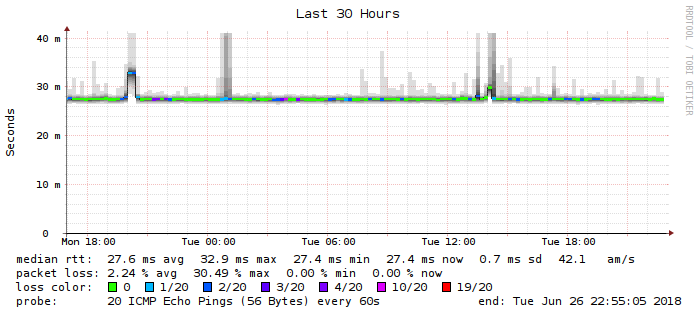 Last 30 Hours
RRDTOOL / TOBI OETIKER
Seconds
40 m
30 m
20 m
10 m
0
Mon 18:00 Tue 00:00 Tue 06:00 Tue 12:00 Tue 18:00
median rtt: 27.6 ms avg 32.9 ms max 27.4 ms min 27.4 ms now 0.7 ms sd 42.1 am/s
packet loss: 2.24 % avg 30.49 % max 0.00 % min 0.00 % now
loss color: 0 1/20 2/20 3/20 4/20 10/20 19/20
probe: 20 ICMP Echo Pings (56 Bytes) every 60s end: Tue Jun 26 22:55:05 2018